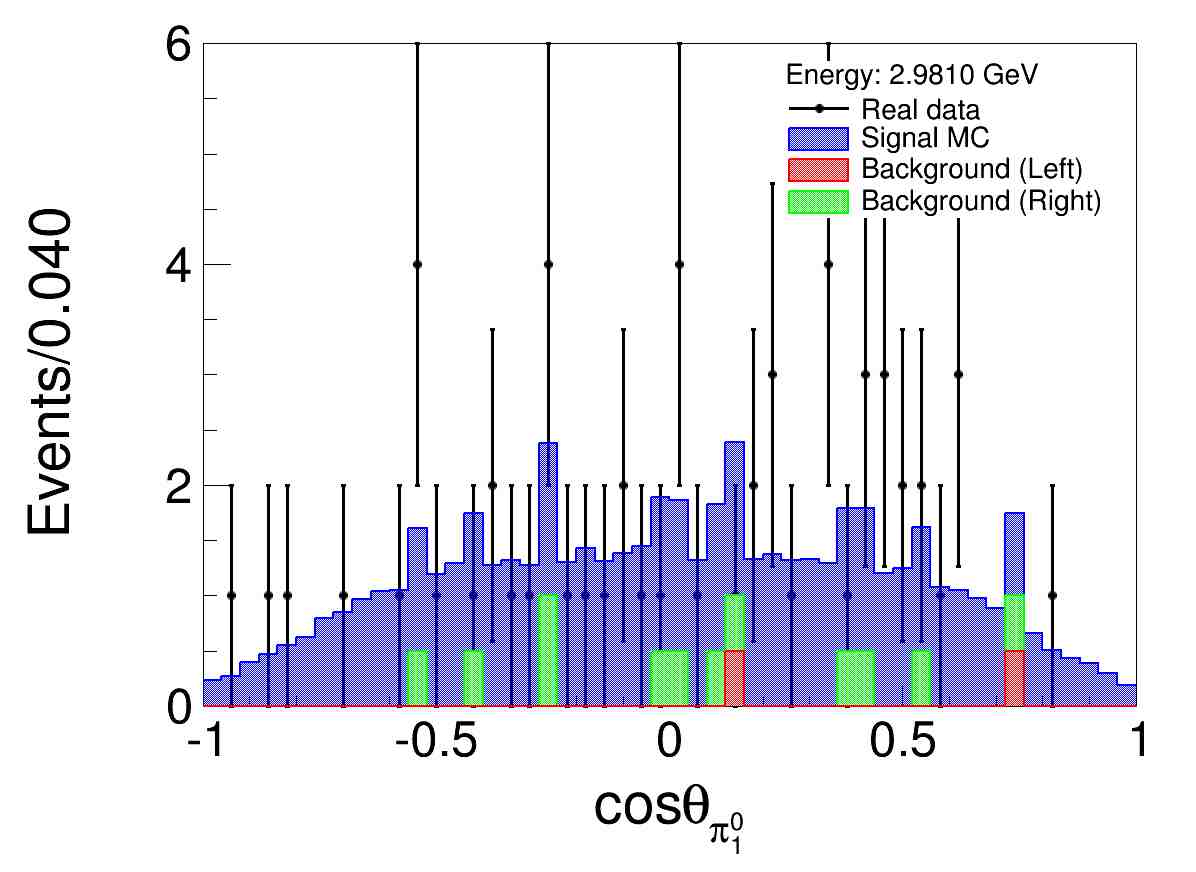 Events/0.040
6
4
2
0
-1
-0.5
0
0.5
1
cosθπ⁰₁
Energy: 2.9810 GeV
Real data
Signal MC
Background (Left)
Background (Right)